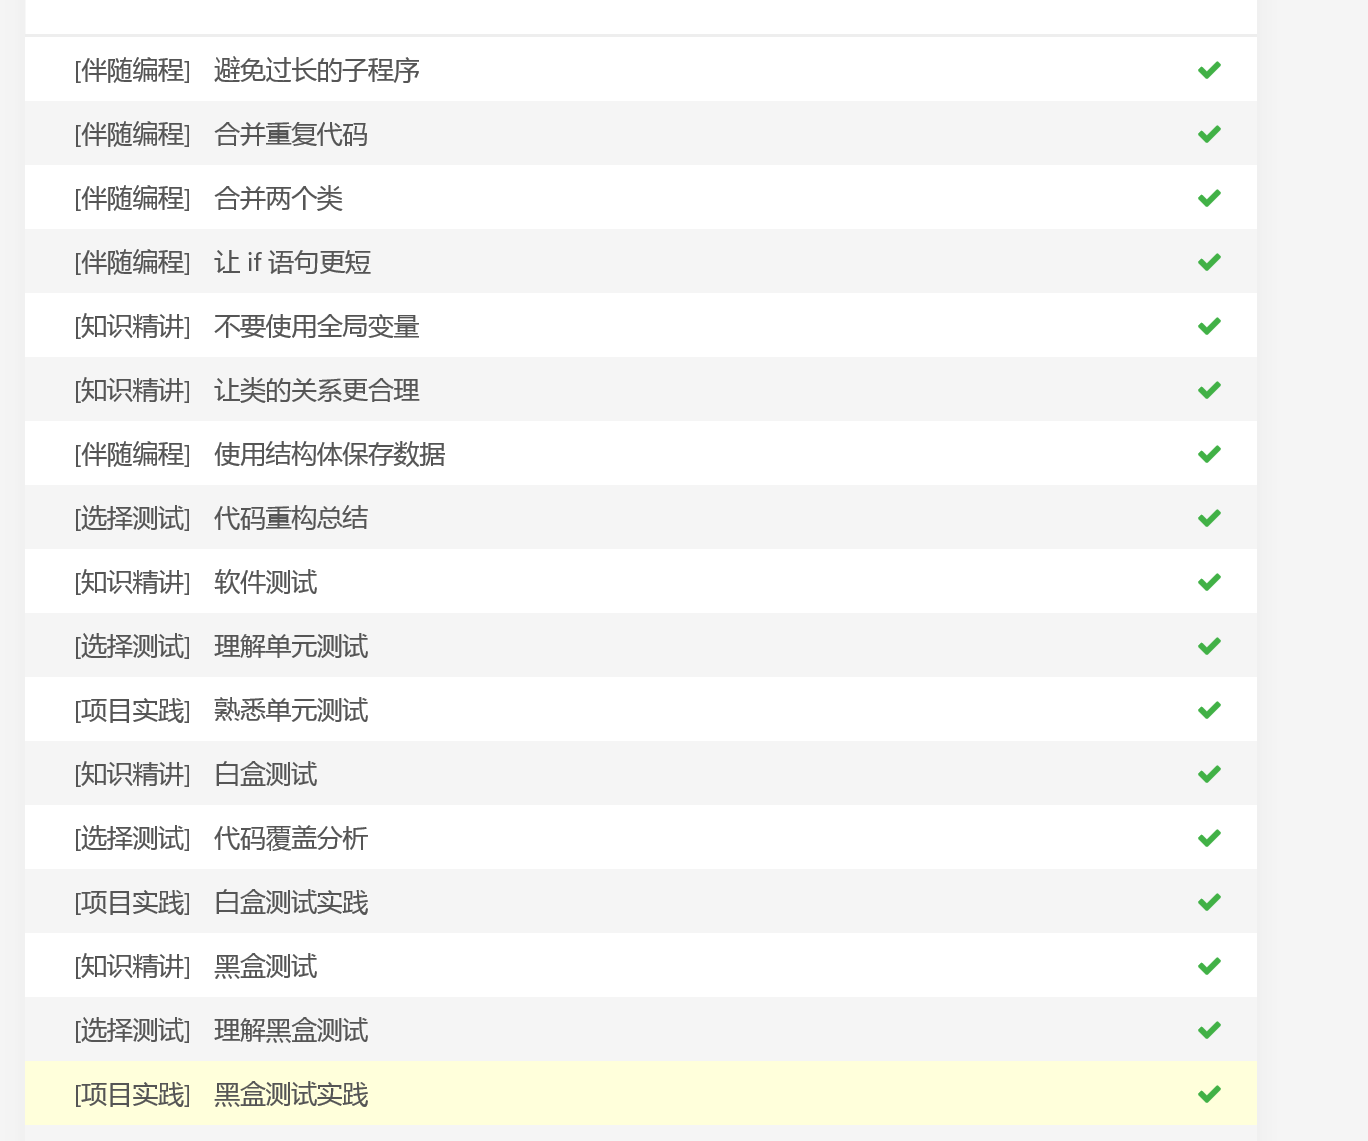 [伴随编程] 避免过长的子程序
[伴随编程] 合并重复代码
[伴随编程] 合并两个类
[伴随编程] 让 if 语句更短
[知识精讲] 不要使用全局变量
[知识精讲] 让类的关系更合理
[伴随编程] 使用结构体保存数据
[选择测试] 代码重构总结
[知识精讲] 软件测试
[选择测试] 理解单元测试
[项目实践] 熟悉单元测试
[知识精讲] 白盒测试
[选择测试] 代码覆盖分析
[项目实践] 白盒测试实践
[知识精讲] 黑盒测试
[选择测试] 理解黑盒测试
[项目实践] 黑盒测试实践